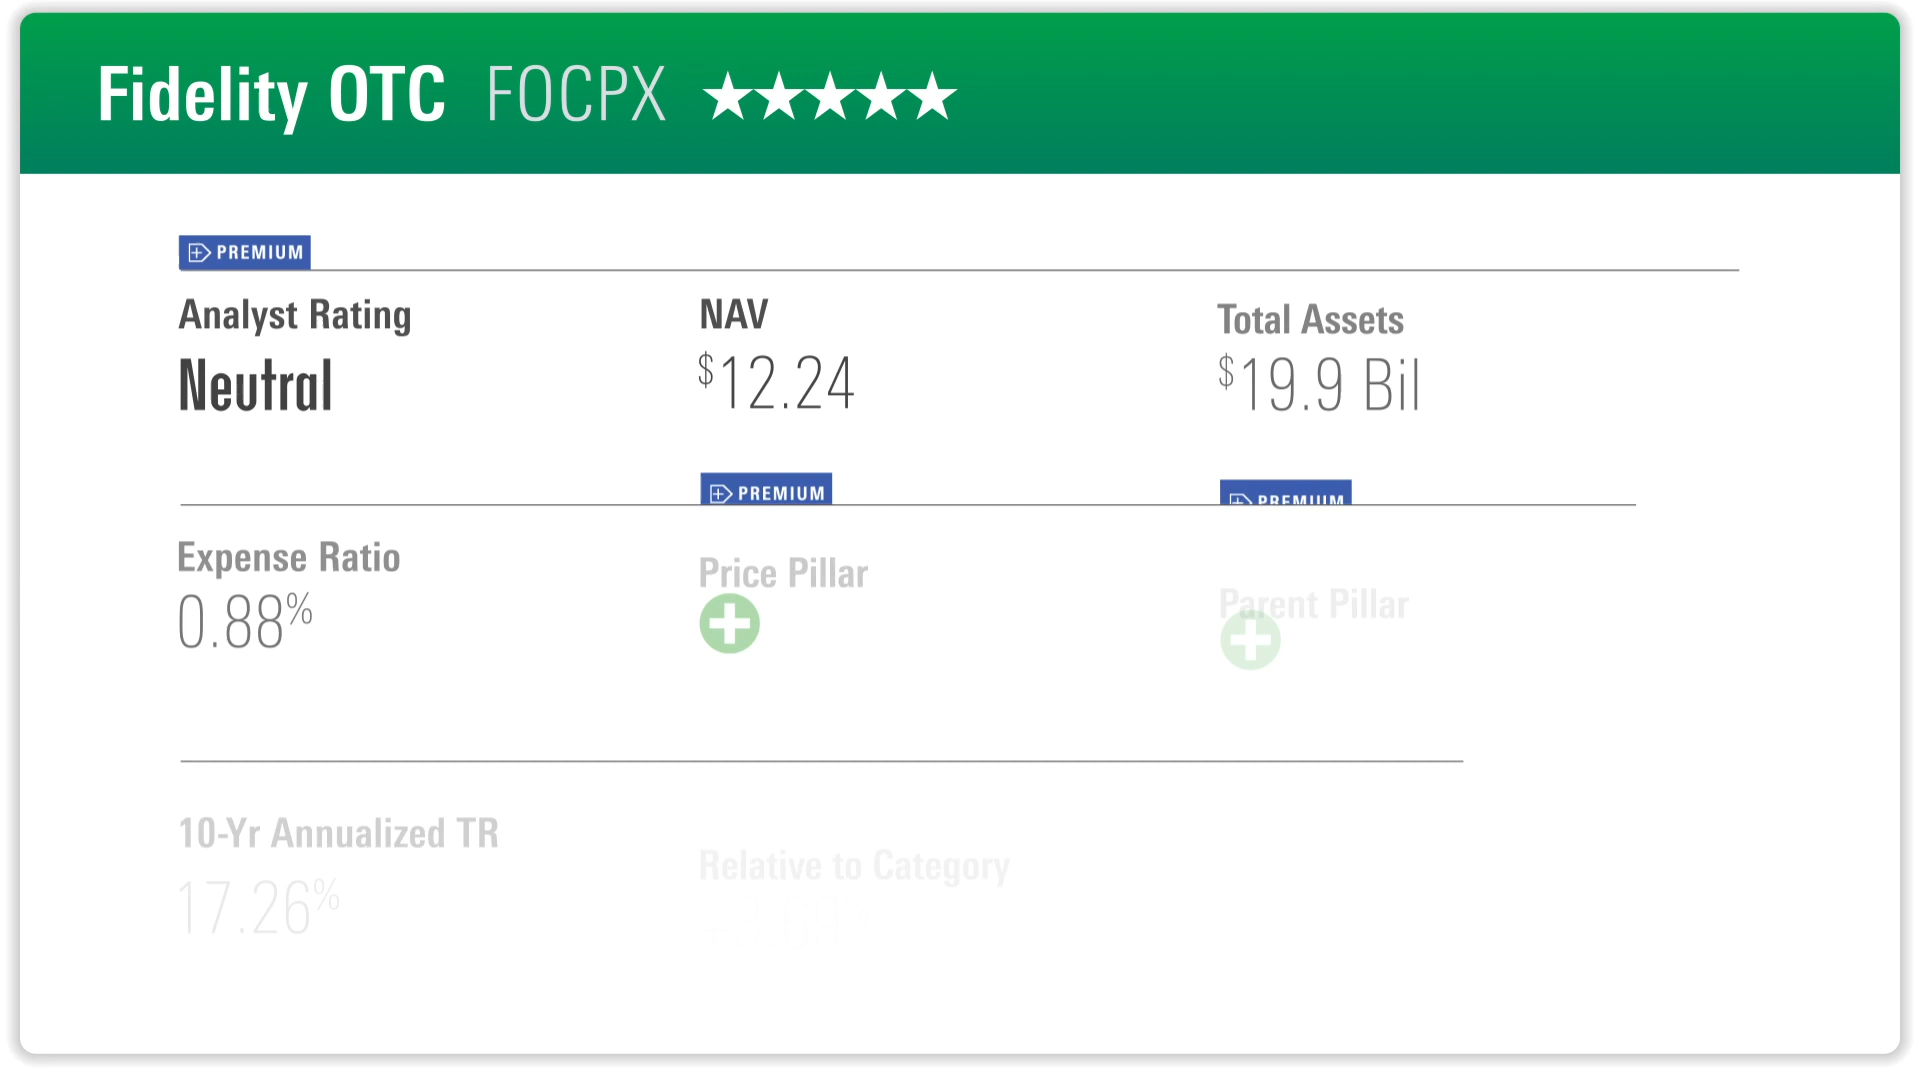 Fidelity OTC FOCPX ★★★★★
PREMIUM
Analyst Rating NAV Total Assets
Neutral $12.24 $19.9 Bil
PREMIUM PREMIUM
Expense Ratio Price Pillar Parent Pillar
0.88%
10-Yr Annualized TR Relative to Category
17.26%